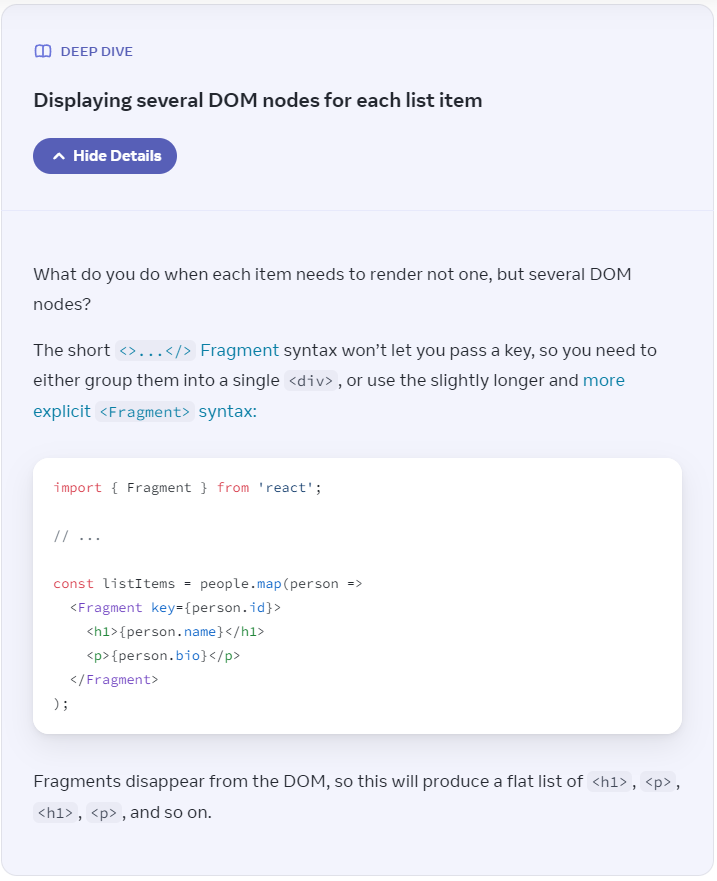 DEEP DIVE
Displaying several DOM nodes for each list item
Hide Details
What do you do when each item needs to render not one, but several DOM
nodes?
The short <>...</> Fragment syntax won’t let you pass a key, so you need to
either group them into a single <div>, or use the slightly longer and more
explicit <Fragment> syntax:
import { Fragment } from 'react';
// ...
const listItems = people.map(person =>
  <Fragment key={person.id}>
    <h1>{person.name}</h1>
    <p>{person.bio}</p>
  </Fragment>
);
Fragments disappear from the DOM, so this will produce a flat list of <h1>, <p>,
<h1>, <p>, and so on.